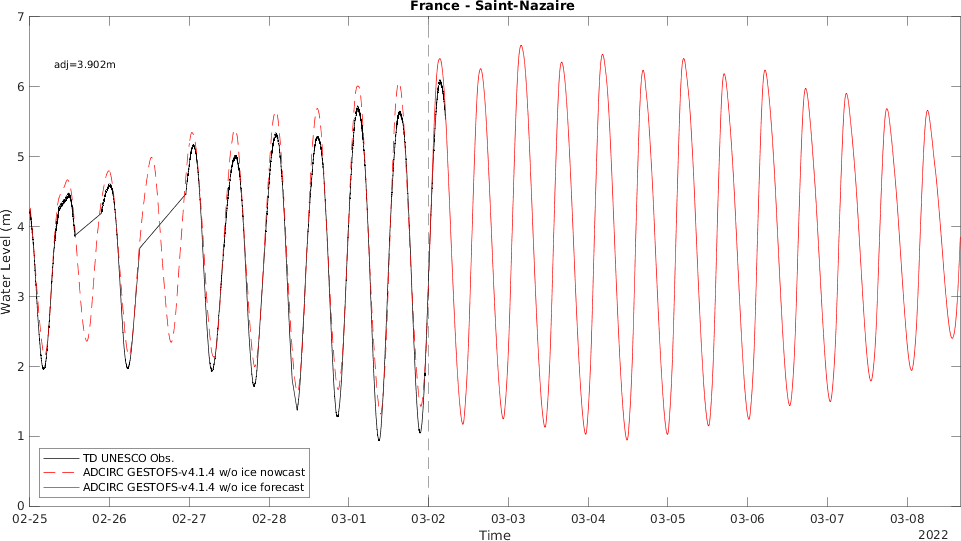 France - Saint-Nazaire
7
adj=3.902m
6
5
4
3
2
1
0
Water Level (m)
TD UNESCO Obs.
ADCIRC GESTOFS-v4.1.4 w/o ice nowcast
ADCIRC GESTOFS-v4.1.4 w/o ice forecast
02-25 02-26 02-27 02-28 03-01 03-02 03-03 03-04 03-05 03-06 03-07 03-08
Time
2022